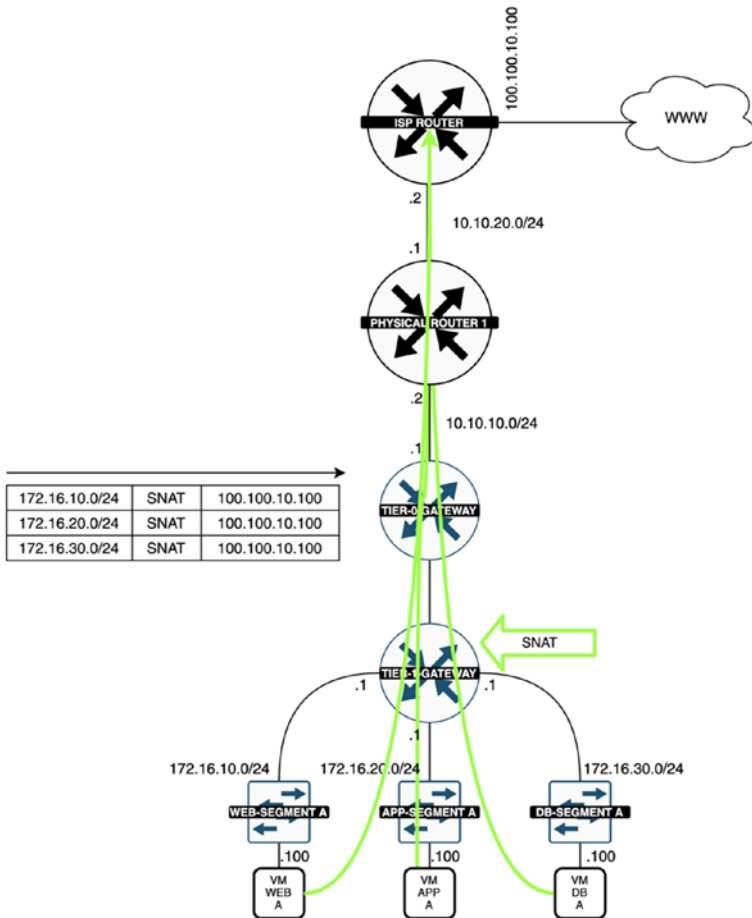 100.100.10.100
ISP ROUTER
WWW
.2
10.10.20.0/24
.1
PHYSICAL ROUTER 1
.2
10.10.10.0/24
.1
172.16.10.0/24 SNAT 100.100.10.100
172.16.20.0/24 SNAT 100.100.10.100
172.16.30.0/24 SNAT 100.100.10.100
TIER-0-GATEWAY
SNAT
TIER-1-GATEWAY
.1
.1
.1
172.16.10.0/24
172.16.20.0/24
172.16.30.0/24
WEB-SEGMENT A
APP-SEGMENT A
DB-SEGMENT A
.100
.100
.100
VM
WEB
A
VM
APP
A
VM
DB
A